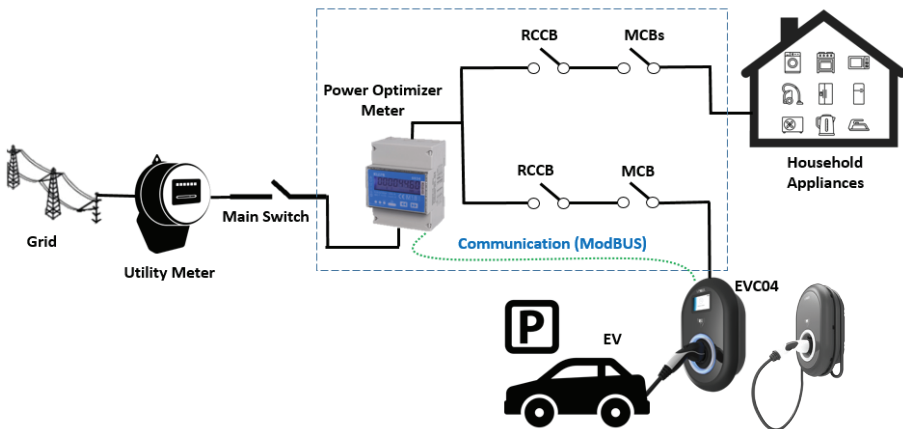 RCCB
MCBs
Power Optimizer
Meter
RCCB
MCB
Household
Appliances
Main Switch
Grid
Utility Meter
Communication (ModBUS)
EVC04
P
EV